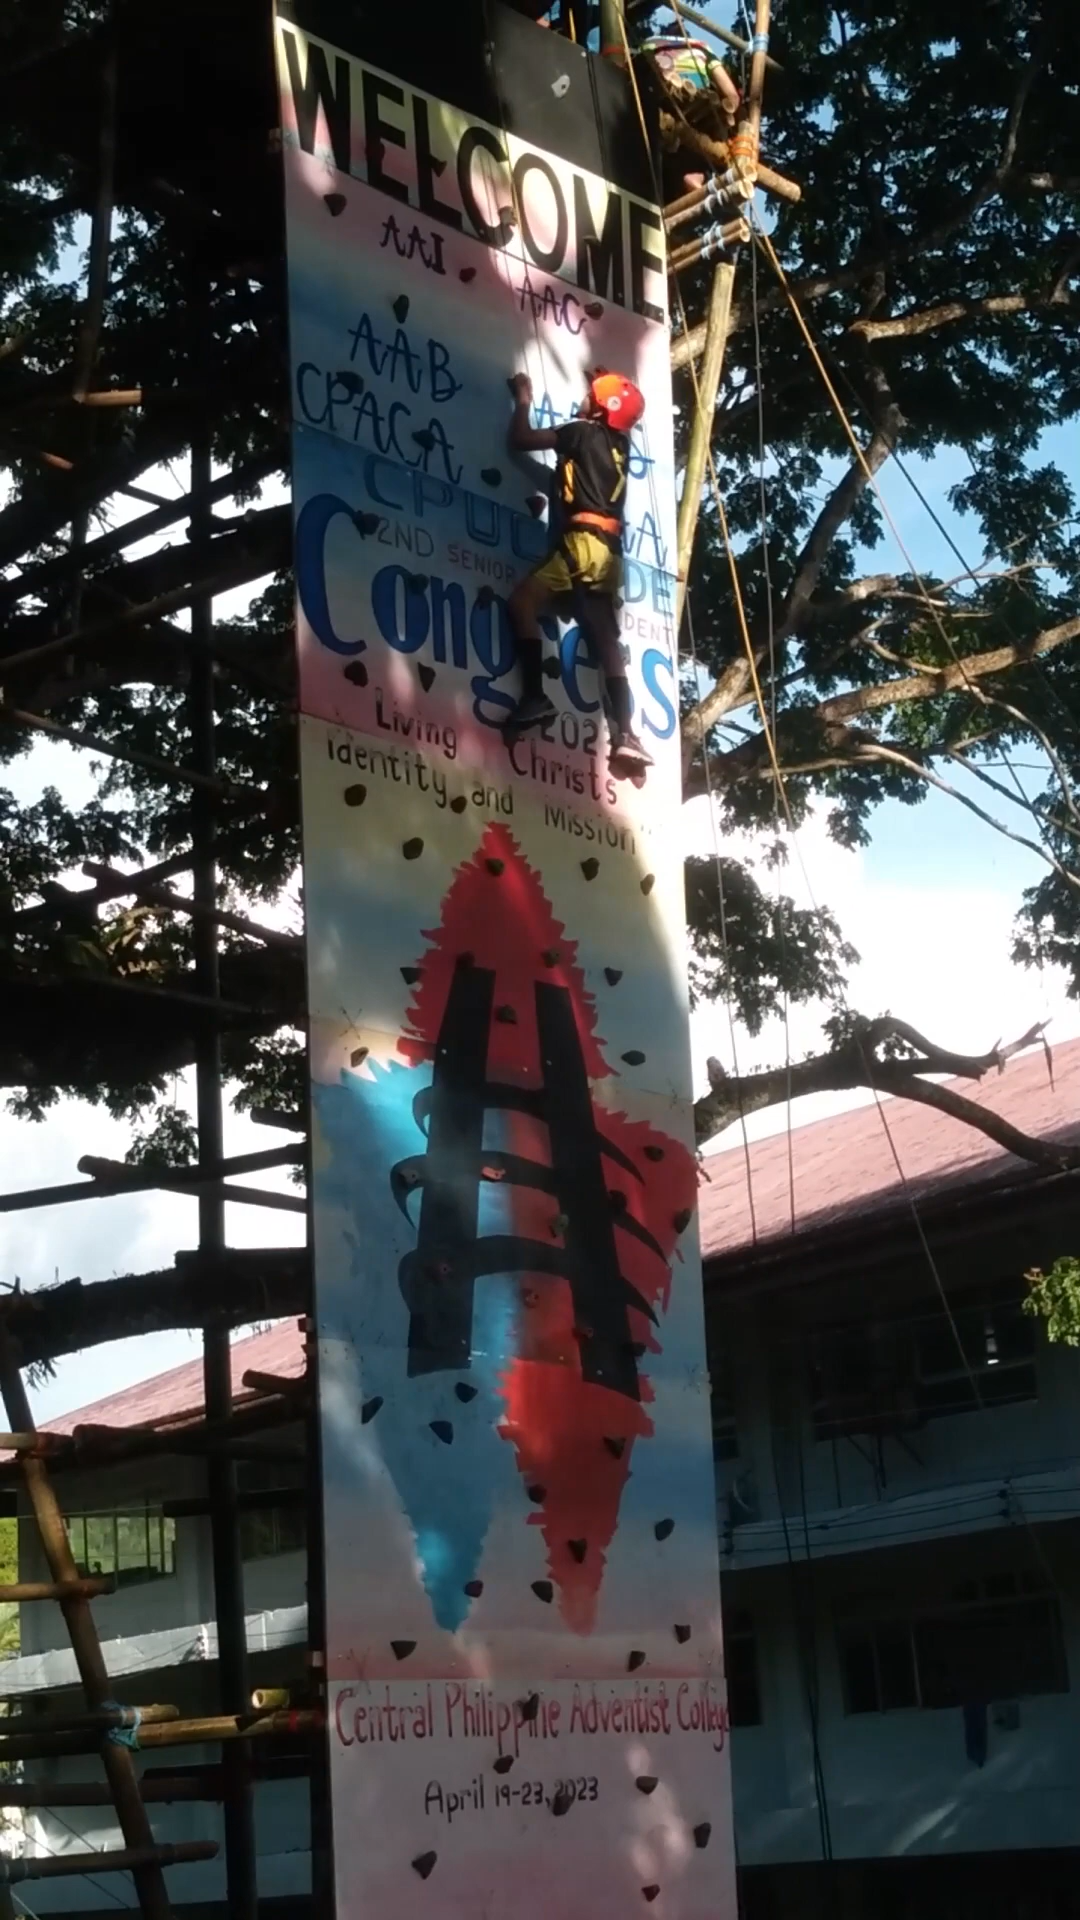 WELCOME
AAI
AAC
AAB
CPACA
CPUC
2ND SENIOR
Congress
Living Christ's
Identity and Mission"
Central Philippine Adventist College
April 19-23, 2023